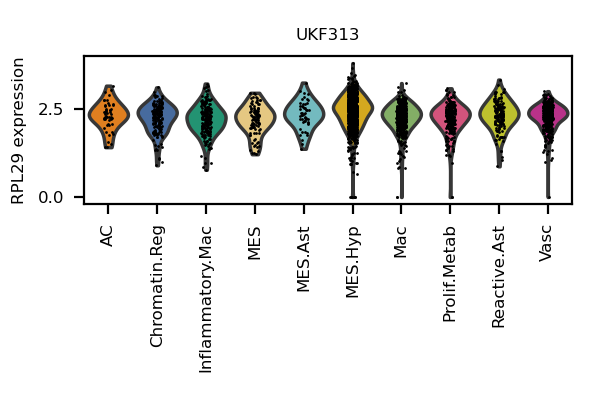 UKF313
RPL29 expression
2.5
0.0
AC
Chromatin.Reg
Inflammatory.Mac
MES
MES.Ast
MES.Hyp
Mac
Prolif.Metab
Reactive.Ast
Vasc